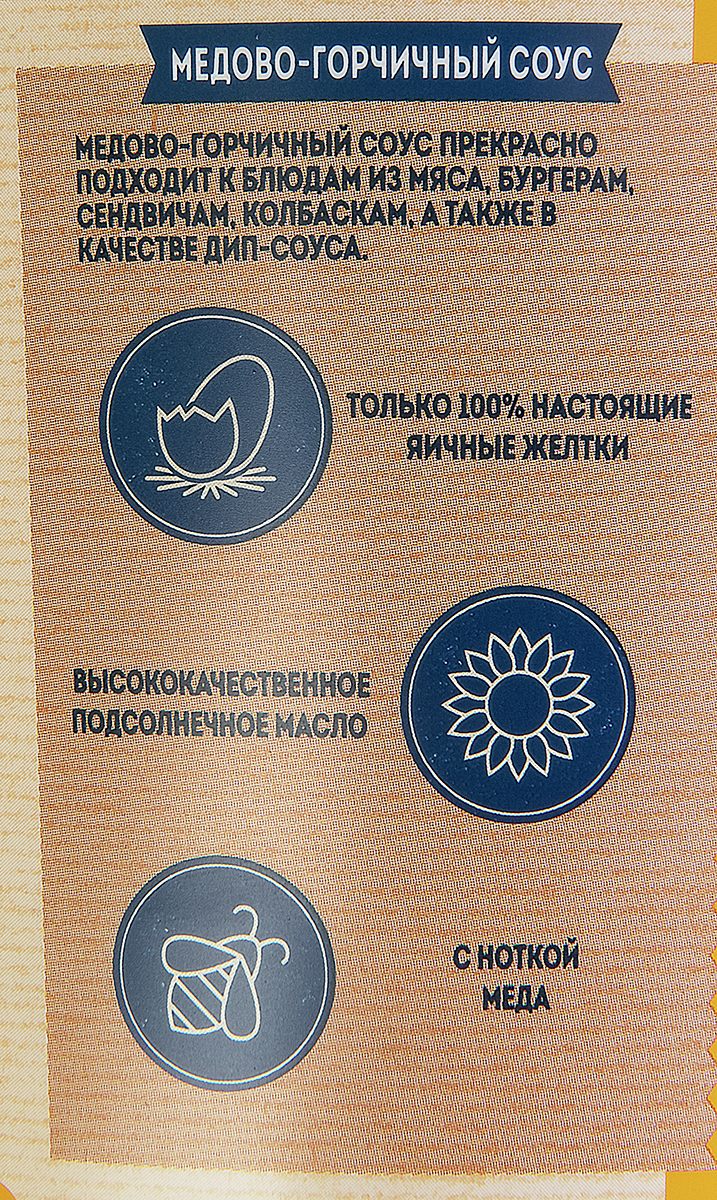 МЕДОВО-ГОРЧИЧНЫЙ СОУС
МЕДОВО-ГОРЧИЧНЫЙ СОУС ПРЕКРАСНО
ПОДХОДИТ К БЛЮДАМ ИЗ МЯСА, БУРГЕРАМ,
СЕНДВИЧАМ, КОЛБАСКАМ, А ТАКЖЕ В
КАЧЕСТВЕ ДИП-СОУСА.
ТОЛЬКО 100% НАСТОЯЩИЕ
ЯИЧНЫЕ ЖЕЛТКИ
ВЫСОКОКАЧЕСТВЕННОЕ
ПОДСОЛНЕЧНОЕ МАСЛО
С НОТКОЙ
МЕДА